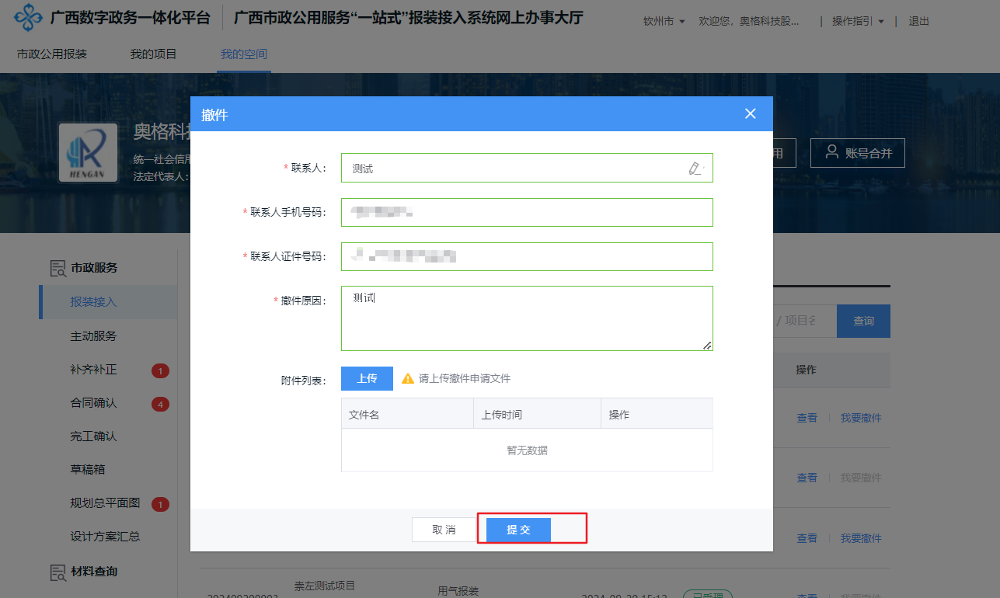 广西数字政务一体化平台 广西市政公用服务“一站式”报装接入系统网上办事大厅 钦州市 欢迎您，奥格科技股... | 操作指引 | 退出
市政公用报装 我的项目 我的空间
撤件
奥格科技
统一社会信用
法定代表人:
HENGAN
用
账号合并
* 联系人： 测试
* 联系人手机号码：
* 联系人证件号码：
* 撤件原因： 测试
附件列表： 上传 请上传撤件申请文件
文件名 上传时间 操作
暂无数据
取 消 提 交
市政服务
报装接入
主动服务
补齐补正 1
合同确认 4
完工确认
草稿箱
规划总平面图 1
设计方案汇总
材料查询
/ 项目名 查询
操作
查看 我要撤件
查看 我要撤件
查看 我要撤件
崇左测试项目
用气报装 已受理
查看 我要撤件